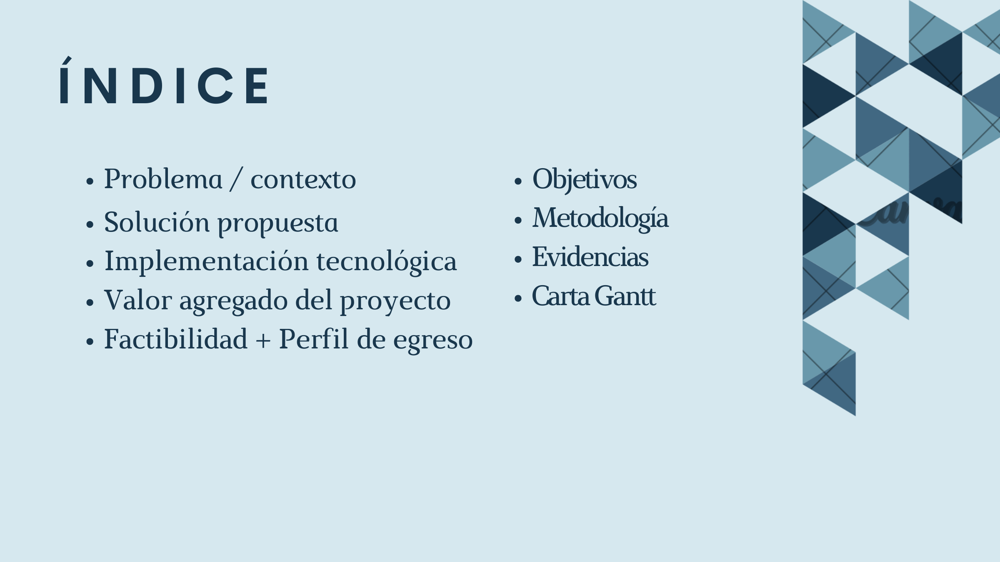 ÍNDICE
Problema / contexto
Solución propuesta
Implementación tecnológica
Valor agregado del proyecto
Factibilidad + Perfil de egreso
Objetivos
Metodología
Evidencias
Carta Gantt